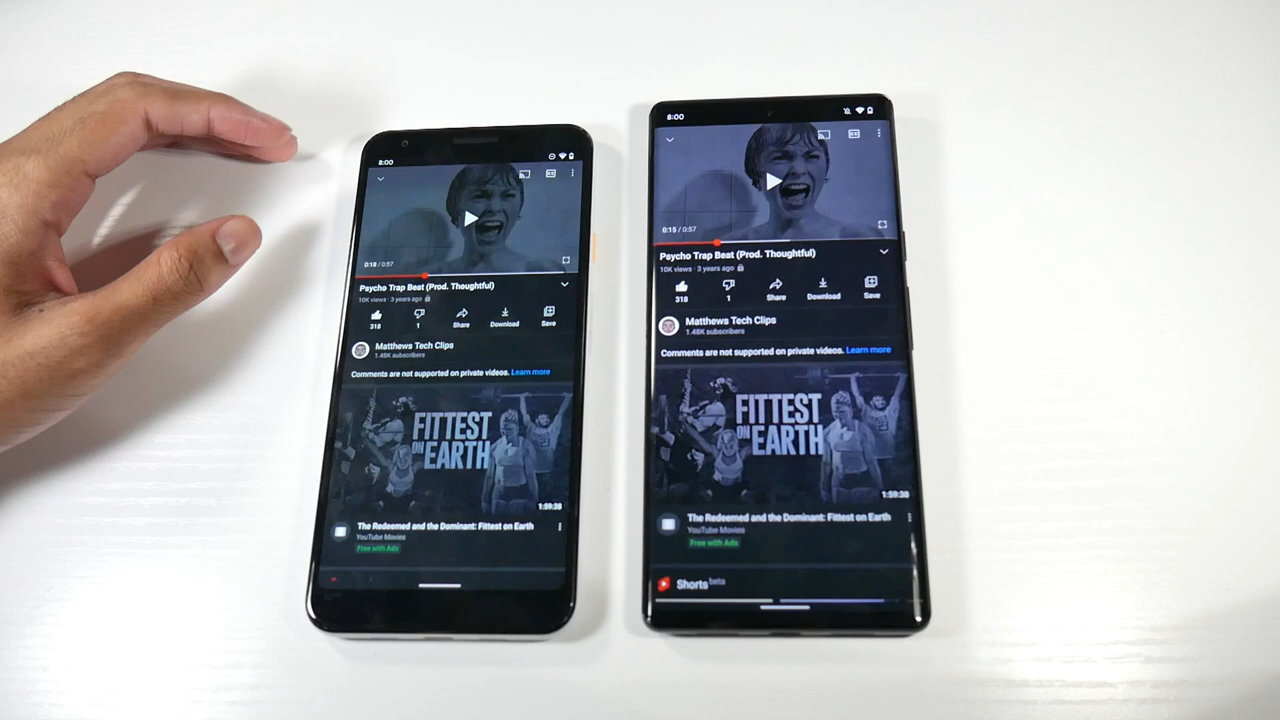 8:00
0:18 / 0:57
Psycho Trap Beat (Prod. Thoughtful)
10K views · 3 years ago
318
1
Share
Download
Save
Matthews Tech Clips
1.48K subscribers
Comments are not supported on private videos. Learn more
FITTEST
ON EARTH
1:59:38
The Redeemed and the Dominant: Fittest on Earth
YouTube Movies
Free with Ads
8:00
0:15 / 0:57
Psycho Trap Beat (Prod. Thoughtful)
10K views · 3 years ago
318
1
Share
Download
Save
Matthews Tech Clips
1.48K subscribers
Comments are not supported on private videos. Learn more
FITTEST
ON EARTH
1:59:38
The Redeemed and the Dominant: Fittest on Earth
YouTube Movies
Free with Ads
Shorts beta